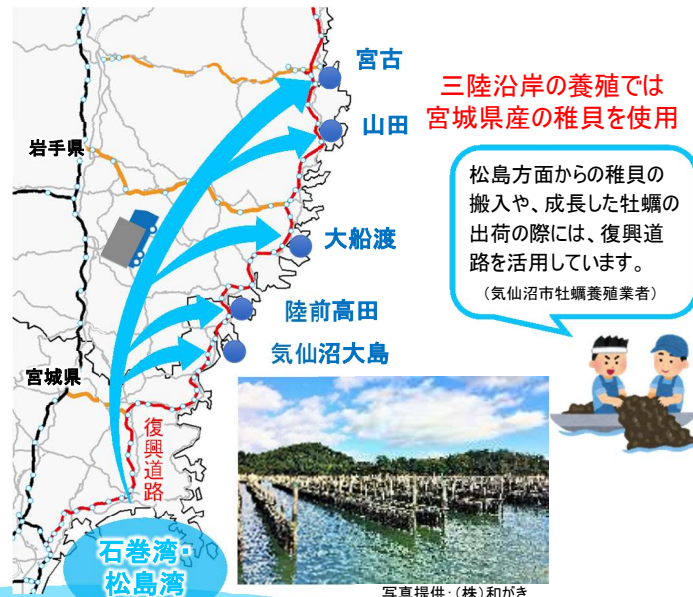 宮古
三陸沿岸の養殖では
宮城県産の稚貝を使用
山田
岩手県
松島方面からの稚貝の
搬入や、成長した牡蠣の
出荷の際には、復興道
路を活用しています。
(気仙沼市牡蠣養殖業者)
大船渡
陸前高田
気仙沼大島
宮城県
復興道路
石巻湾・
松島湾
写真提供:(株)和がき